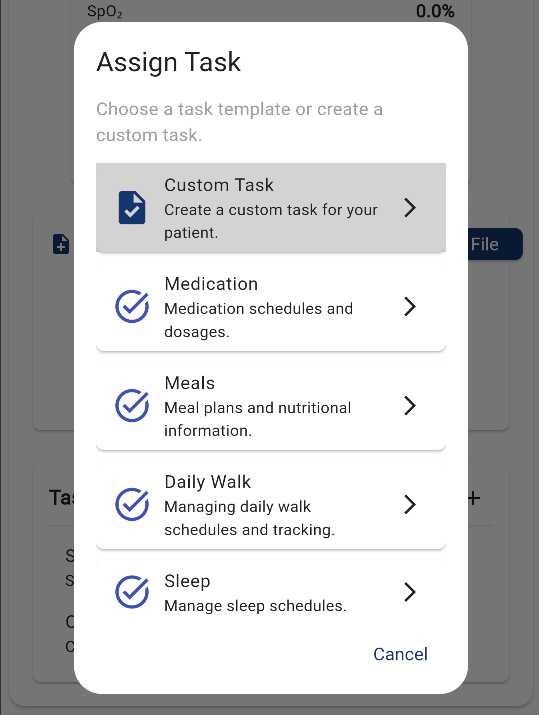 SpO₂ 0.0%
Assign Task
Choose a task template or create a
custom task.
Custom Task
Create a custom task for your
patient.
File
Medication
Medication schedules and
dosages.
Meals
Meal plans and nutritional
information.
Daily Walk
Managing daily walk
schedules and tracking.
Sleep
Manage sleep schedules.
Cancel